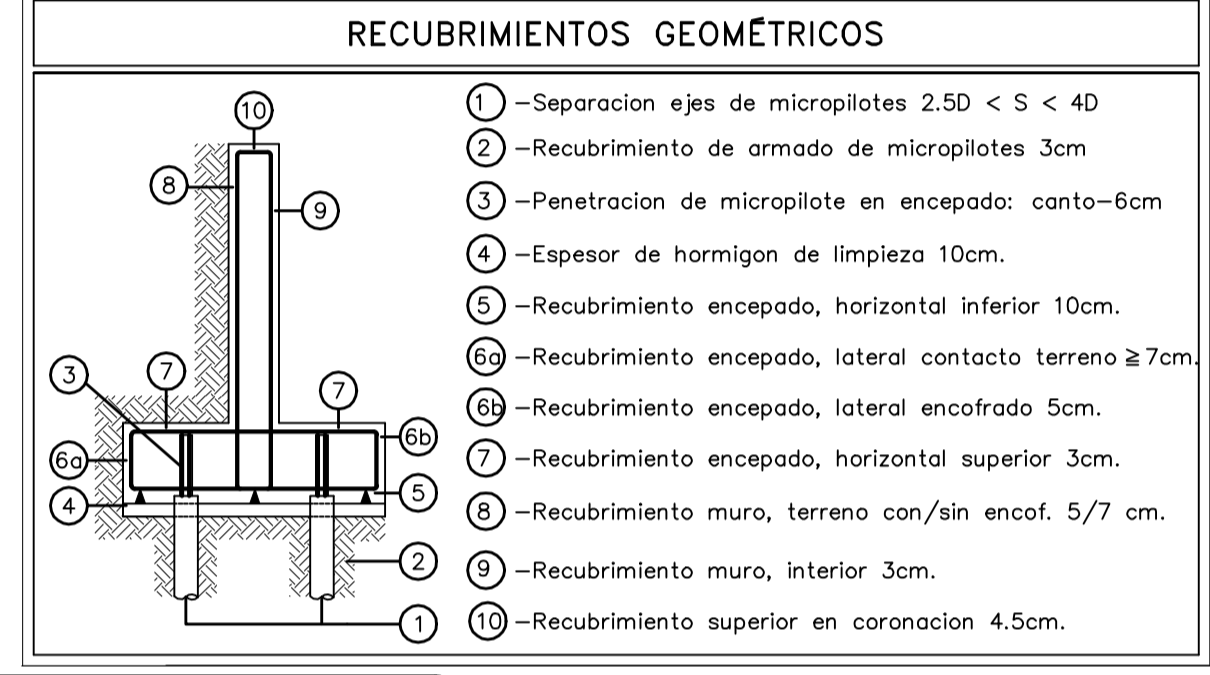 RECUBRIMIENTOS GEOMÉTRICOS
1 -Separacion ejes de micropilotes 2.5D < S < 4D
2 -Recubrimiento de armado de micropilotes 3cm
3 -Penetracion de micropilote en encepado: canto-6cm
4 -Espesor de hormigon de limpieza 10cm.
5 -Recubrimiento encepado, horizontal inferior 10cm.
6a -Recubrimiento encepado, lateral contacto terreno ≧ 7cm.
6b -Recubrimiento encepado, lateral encofrado 5cm.
7 -Recubrimiento encepado, horizontal superior 3cm.
8 -Recubrimiento muro, terreno con/sin encof. 5/7 cm.
9 -Recubrimiento muro, interior 3cm.
10 -Recubrimiento superior en coronacion 4.5cm.
10
8
9
3
7
7
6a
6b
4
5
2
1